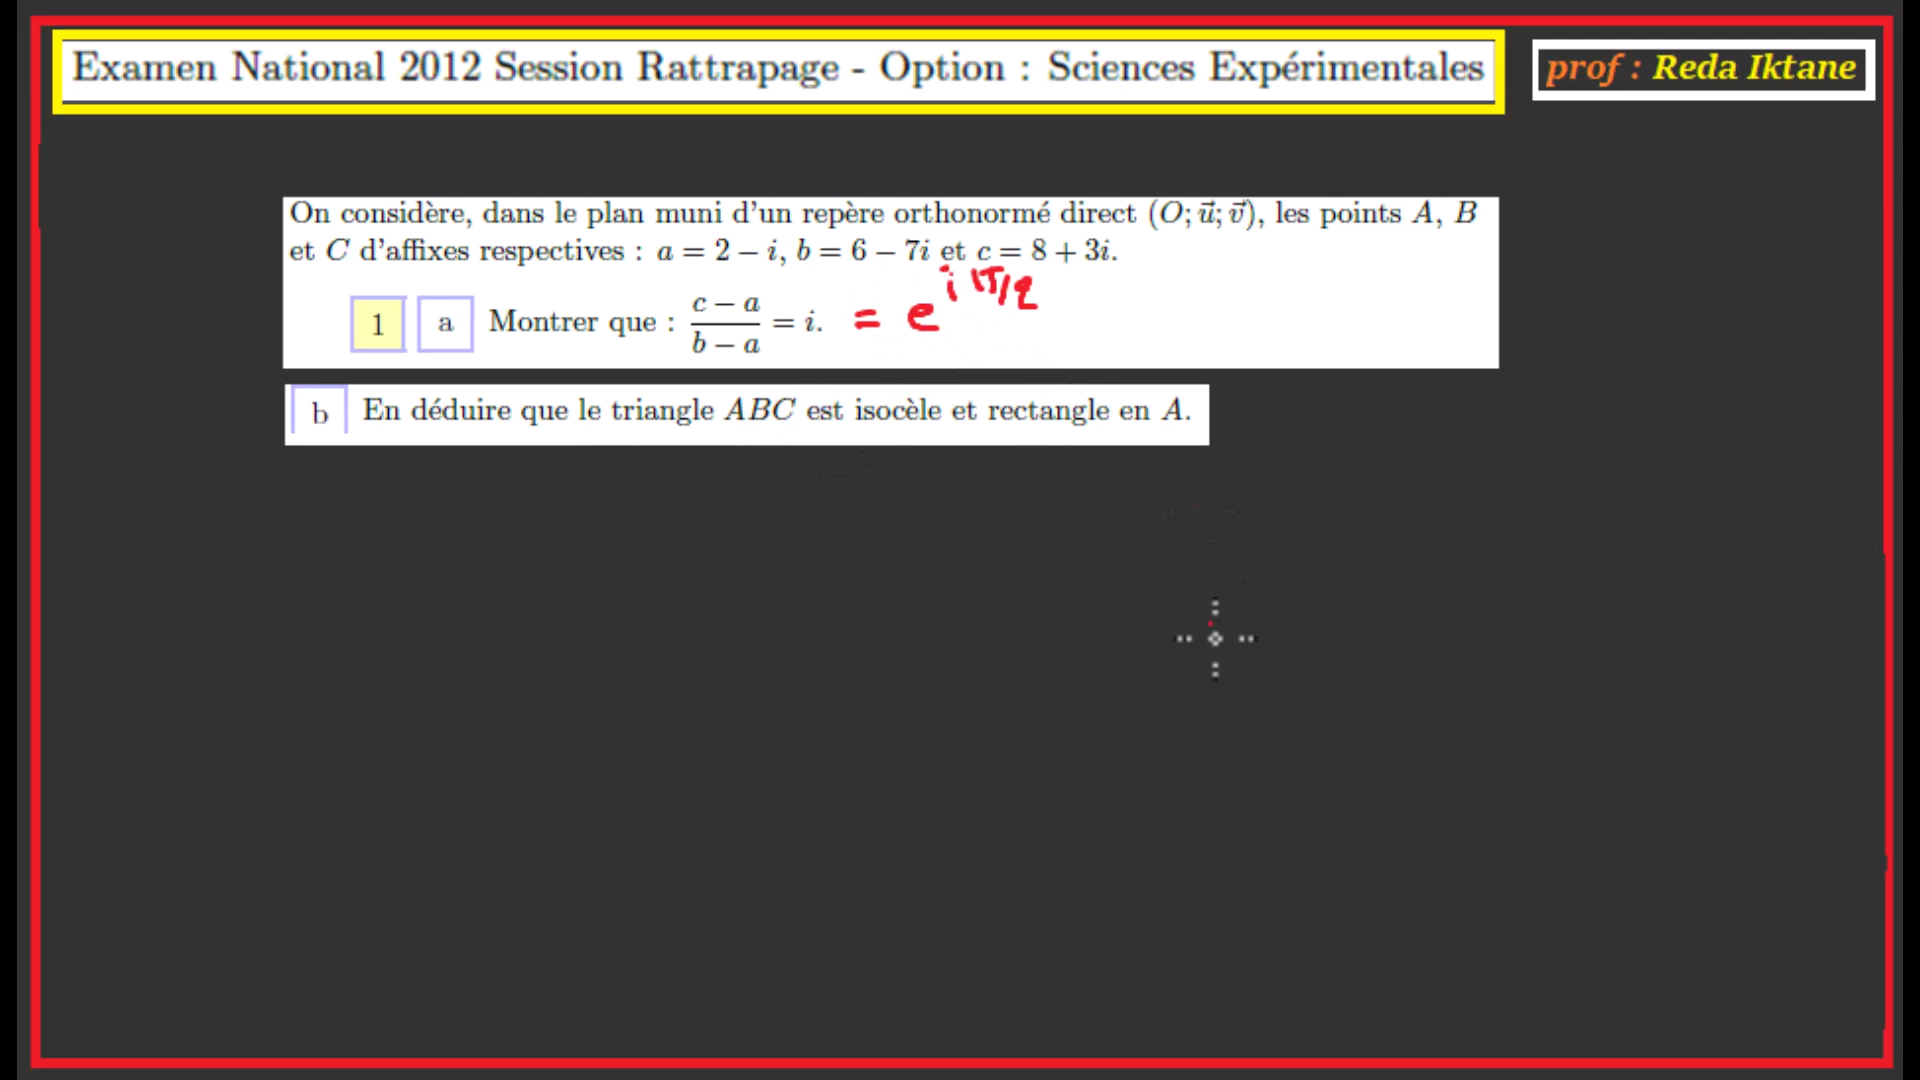 Examen National 2012 Session Rattrapage - Option : Sciences Expérimentales
prof : Reda Iktane
On considère, dans le plan muni d'un repère orthonormé direct (O; u⃗; v⃗), les points A, B
et C d'affixes respectives : a = 2 − i, b = 6 − 7i et c = 8 + 3i.
1 a Montrer que : (c − a)/(b − a) = i. = e^{iπ/2}
b En déduire que le triangle ABC est isocèle et rectangle en A.